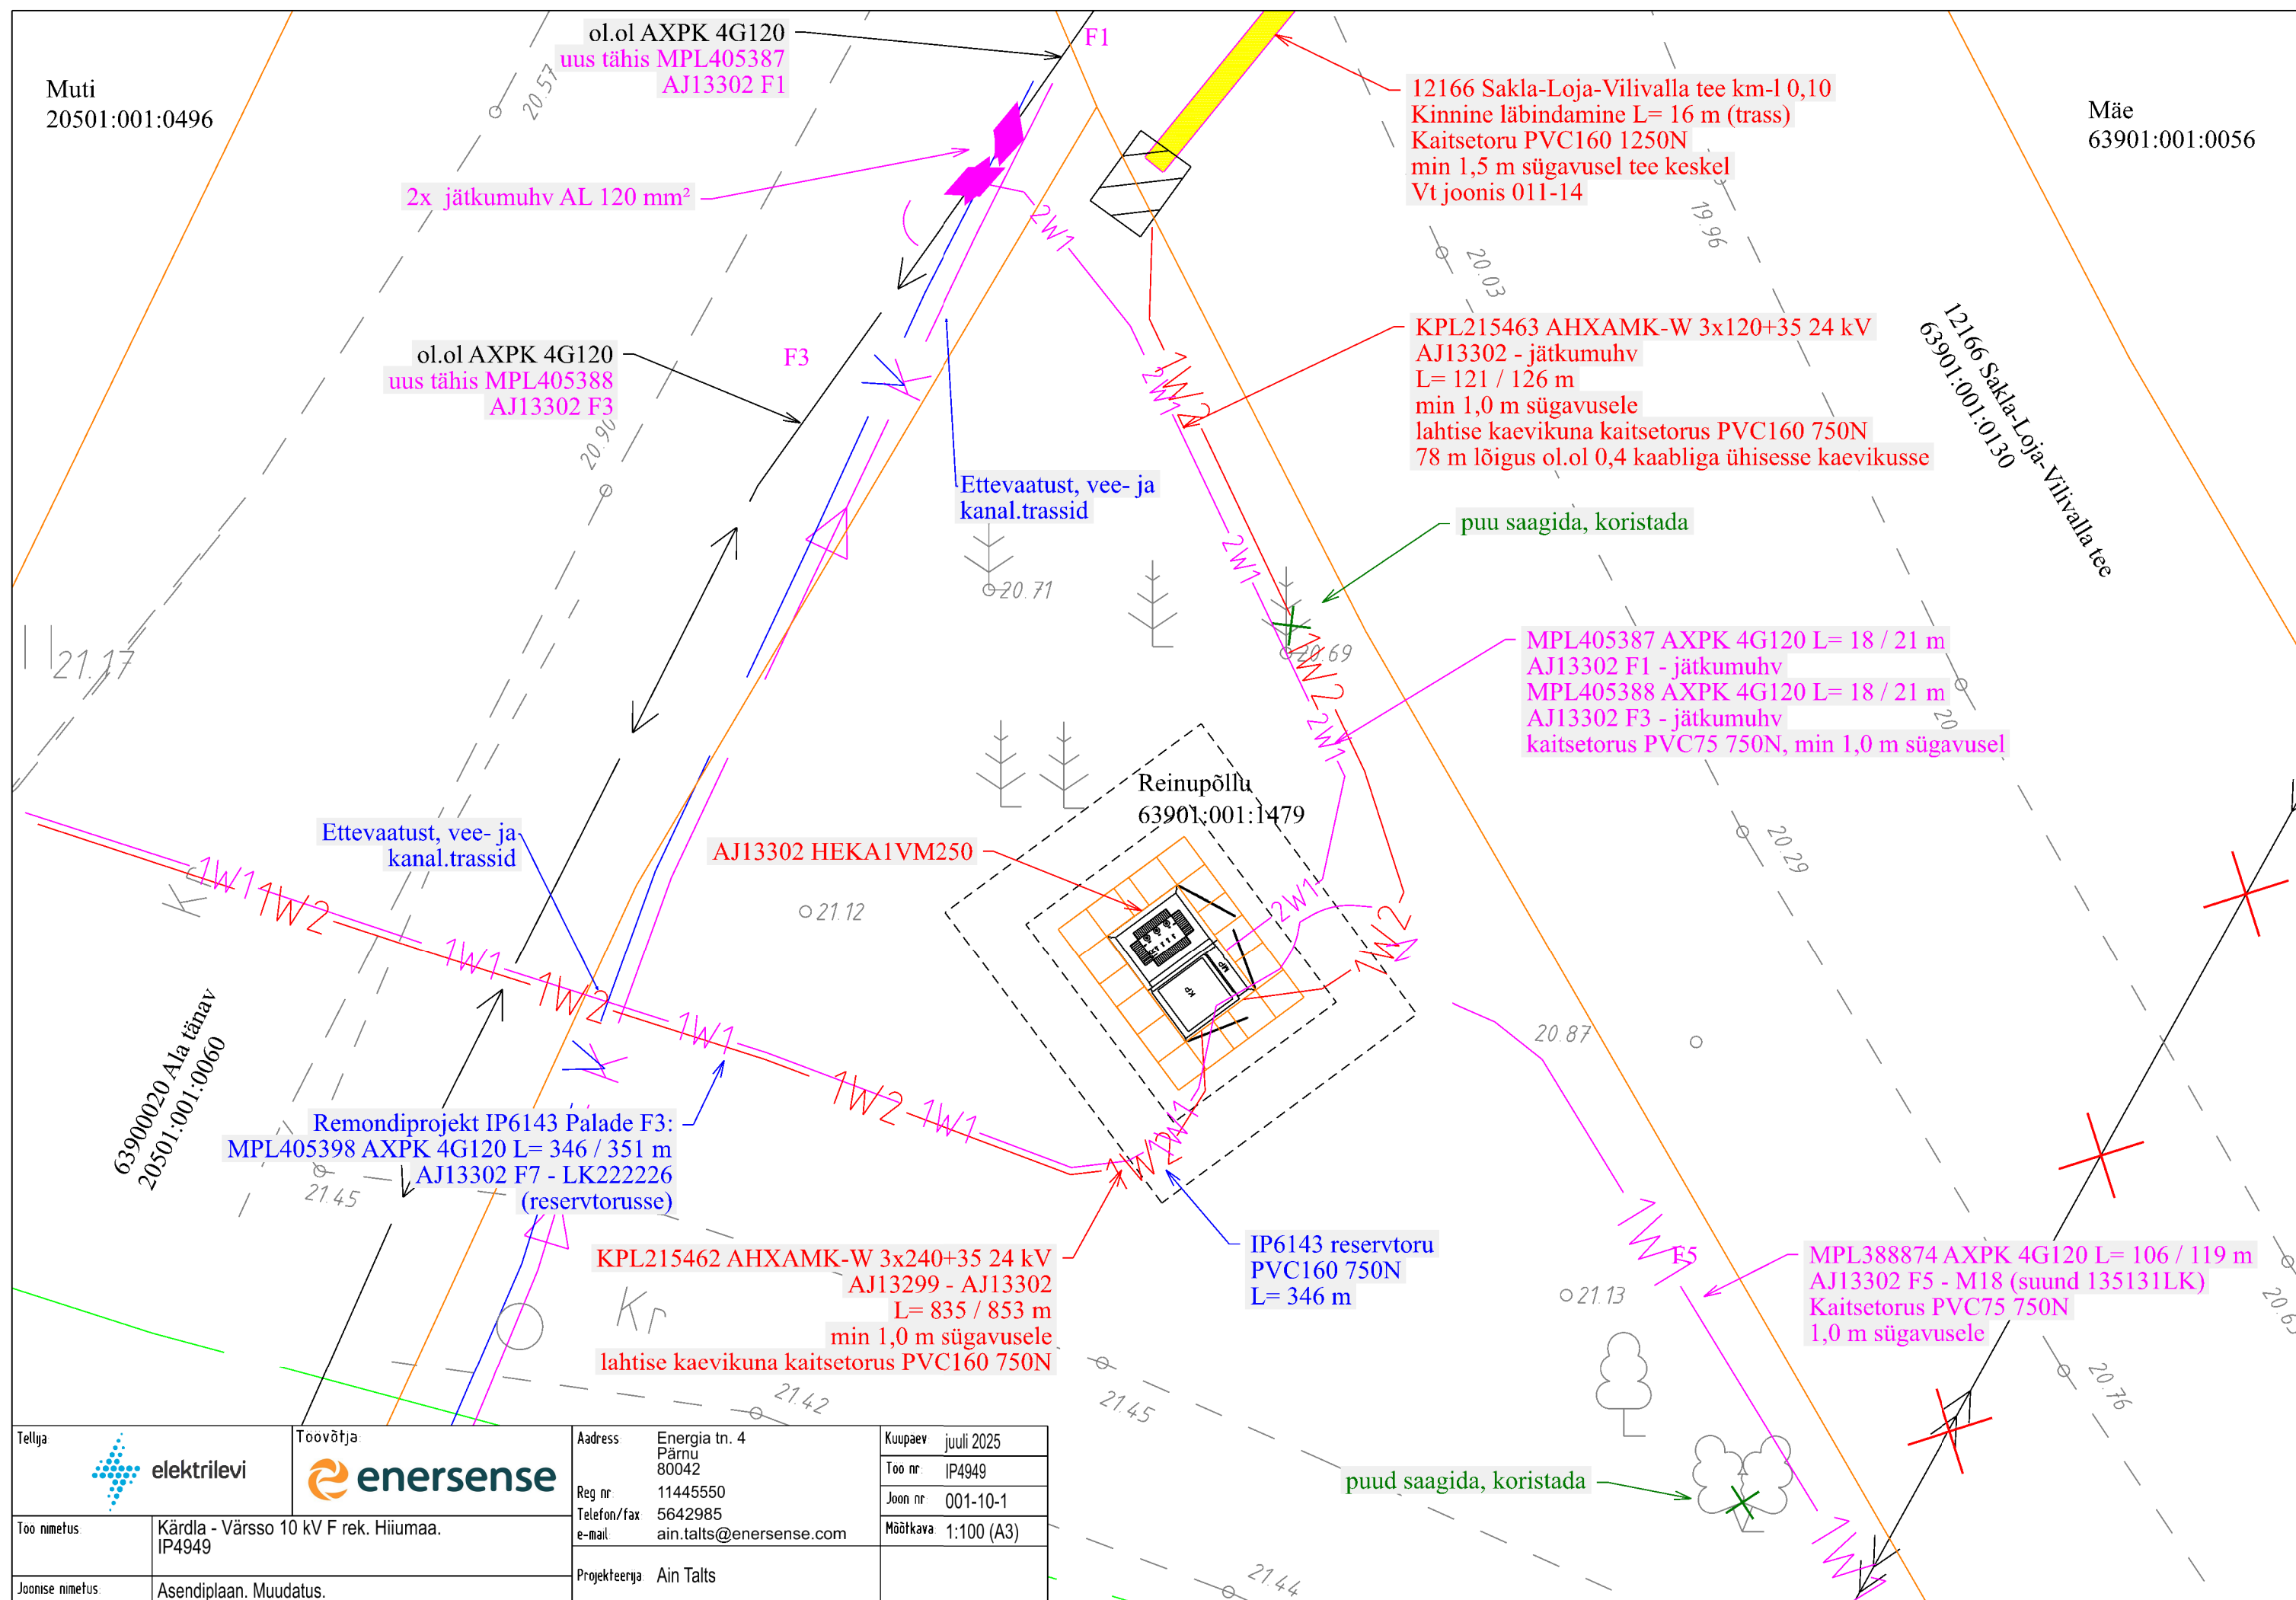 ol.ol AXPK 4G120
uus tähis MPL405387
AJ13302 F1
F1
Muti
20501:001:0496
20.57
12166 Sakla-Loja-Vilivalla tee km-l 0,10
Kinnine läbindamine L= 16 m (trass)
Kaitsetoru PVC160 1250N
min 1,5 m sügavusel tee keskel
Vt joonis 011-14
Mäe
63901:001:0056
2x jätkumuhv AL 120 mm²
2W1
19.96
20.03
KPL215463 AHXAMK-W 3x120+35 24 kV
AJ13302 - jätkumuhv
L= 121 / 126 m
min 1,0 m sügavusele
lahtise kaevikuna kaitsetorus PVC160 750N
78 m lõigus ol.ol 0,4 kaabliga ühisesse kaevikusse
12166 Sakla-Loja-Vilivalla tee
63901:001:0130
ol.ol AXPK 4G120
uus tähis MPL405388
AJ13302 F3
F3
1W2
2W1
20.90
Ettevaatust, vee- ja
kanal.trassid
puu saagida, koristada
2W1
20.71
20.69
1W2
21.17
MPL405387 AXPK 4G120 L= 18 / 21 m
AJ13302 F1 - jätkumuhv
MPL405388 AXPK 4G120 L= 18 / 21 m
AJ13302 F3 - jätkumuhv
kaitsetorus PVC75 750N, min 1,0 m sügavusel
20
2W1
Reinupõllu
63901:001:1479
Ettevaatust, vee- ja
kanal.trassid
AJ13302 HEKA1VM250
20.29
1W1
1W2
Kr
21.12
2W1
1W2
1W1
1W2
1W1
MP
KP
20.87
63900020 Ala tänav
20501:001:0060
1W2
1W1
1W1
1W2
Remondiprojekt IP6143 Palade F3:
MPL405398 AXPK 4G120 L= 346 / 351 m
AJ13302 F7 - LK222226
(reservtorusse)
21.45
KPL215462 AHXAMK-W 3x240+35 24 kV
AJ13299 - AJ13302
L= 835 / 853 m
min 1,0 m sügavusele
lahtise kaevikuna kaitsetorus PVC160 750N
IP6143 reservtoru
PVC160 750N
L= 346 m
1W1
F5
MPL388874 AXPK 4G120 L= 106 / 119 m
AJ13302 F5 - M18 (suund 135131LK)
Kaitsetorus PVC75 750N
1,0 m sügavusele
21.13
Kr
20.65
20.76
21.42
21.45
puud saagida, koristada
1W1
21.44
Tellija:
elektrilevi
Töövõtja:
enersense
Aadress
Energia tn. 4
Pärnu
80042
Reg nr:
11445550
Telefon/fax
5642985
e-mail:
ain.talts@enersense.com
Kuupäev:
juuli 2025
Töö nr:
IP4949
Joon nr:
001-10-1
Mõõtkava:
1:100 (A3)
Töö nimetus:
Kärdla - Värsso 10 kV F rek. Hiiumaa.
IP4949
Projekteerija:
Ain Talts
Joonise nimetus:
Asendiplaan. Muudatus.